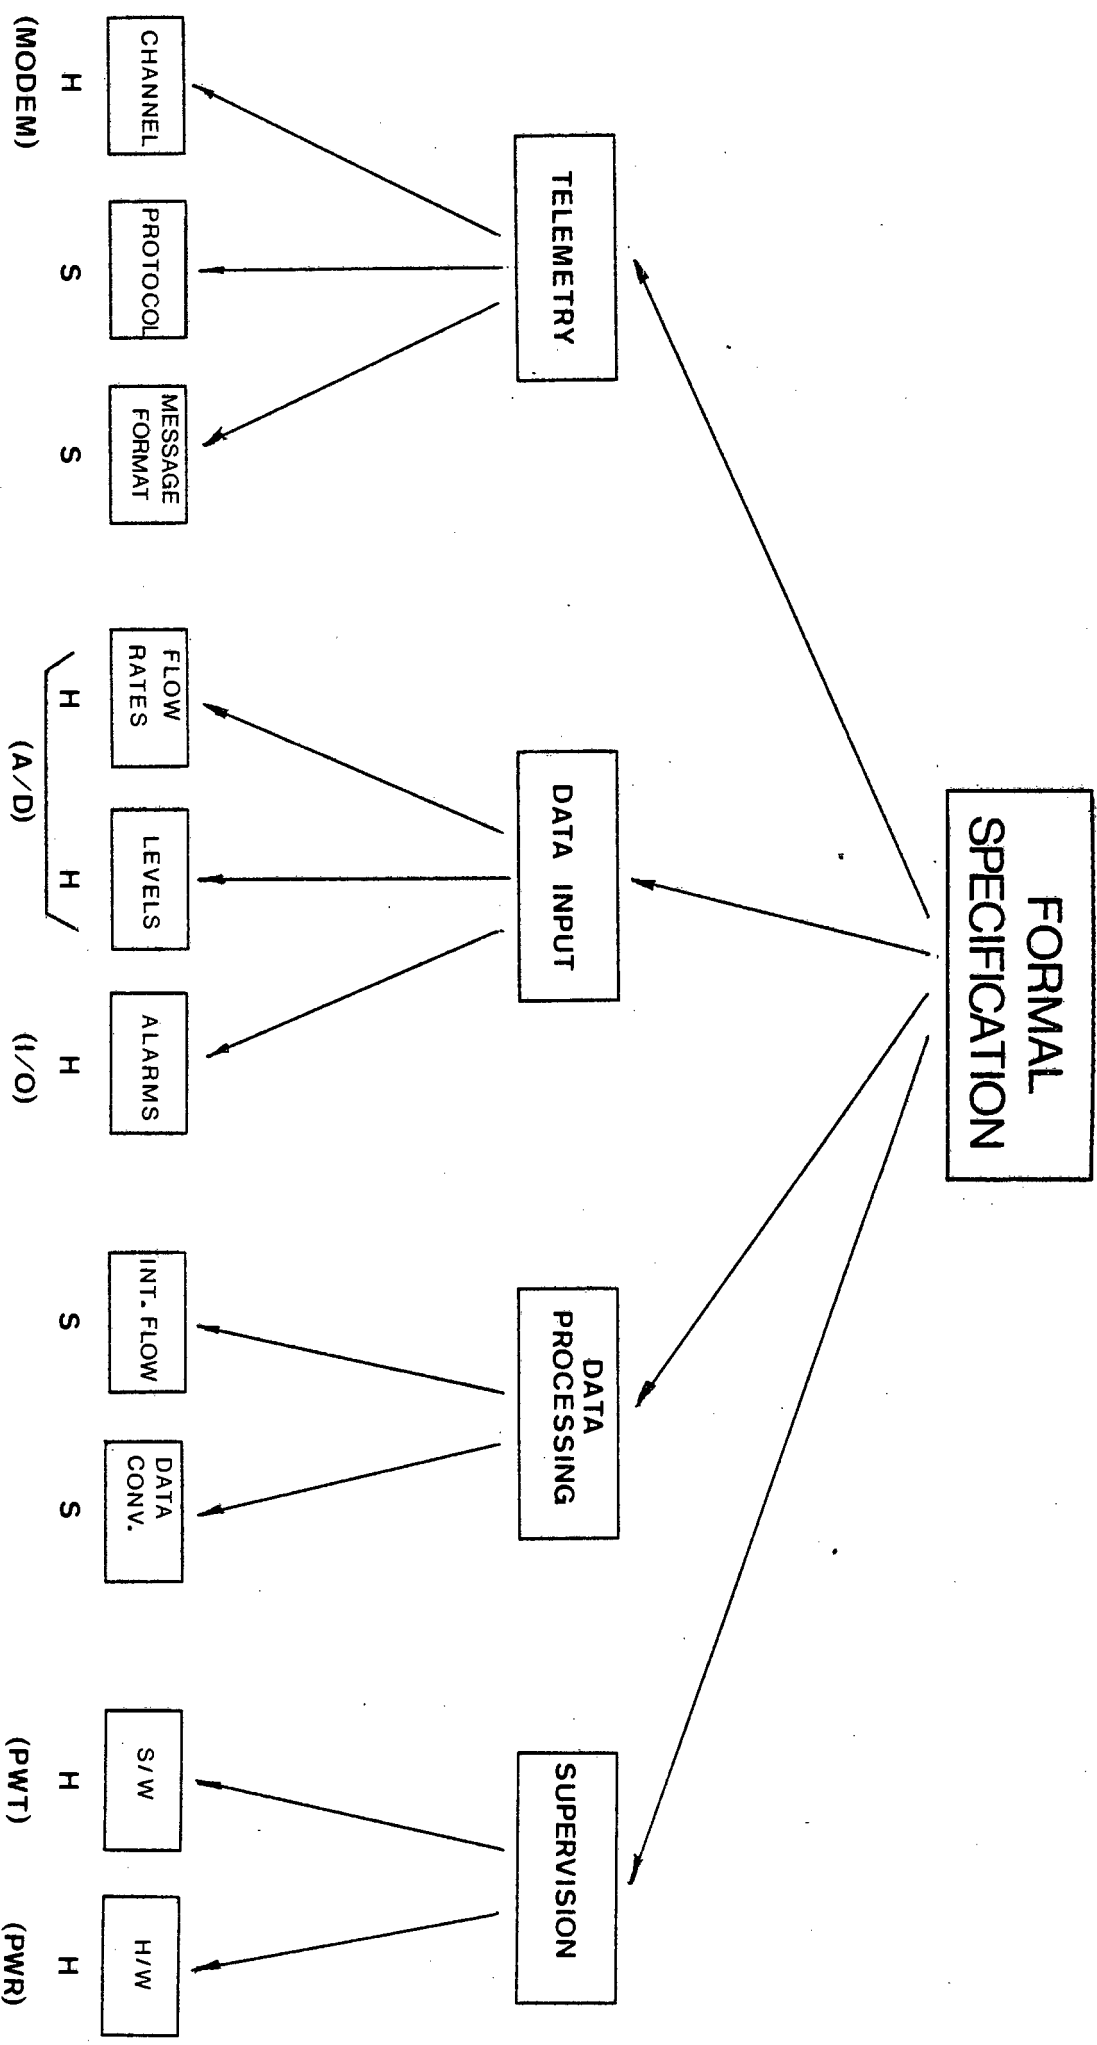 FORMAL
SPECIFICATION
TELEMETRY
DATA INPUT
DATA
PROCESSING
SUPERVISION
CHANNEL
PROTOCOL
MESSAGE
FORMAT
FLOW
RATES
LEVELS
ALARMS
INT. FLOW
DATA
CONV.
S/W
H/W
H
S
S
H
H
H
S
S
H
H
(MODEM)
(A/D)
(I/O)
(PWT)
(PWR)